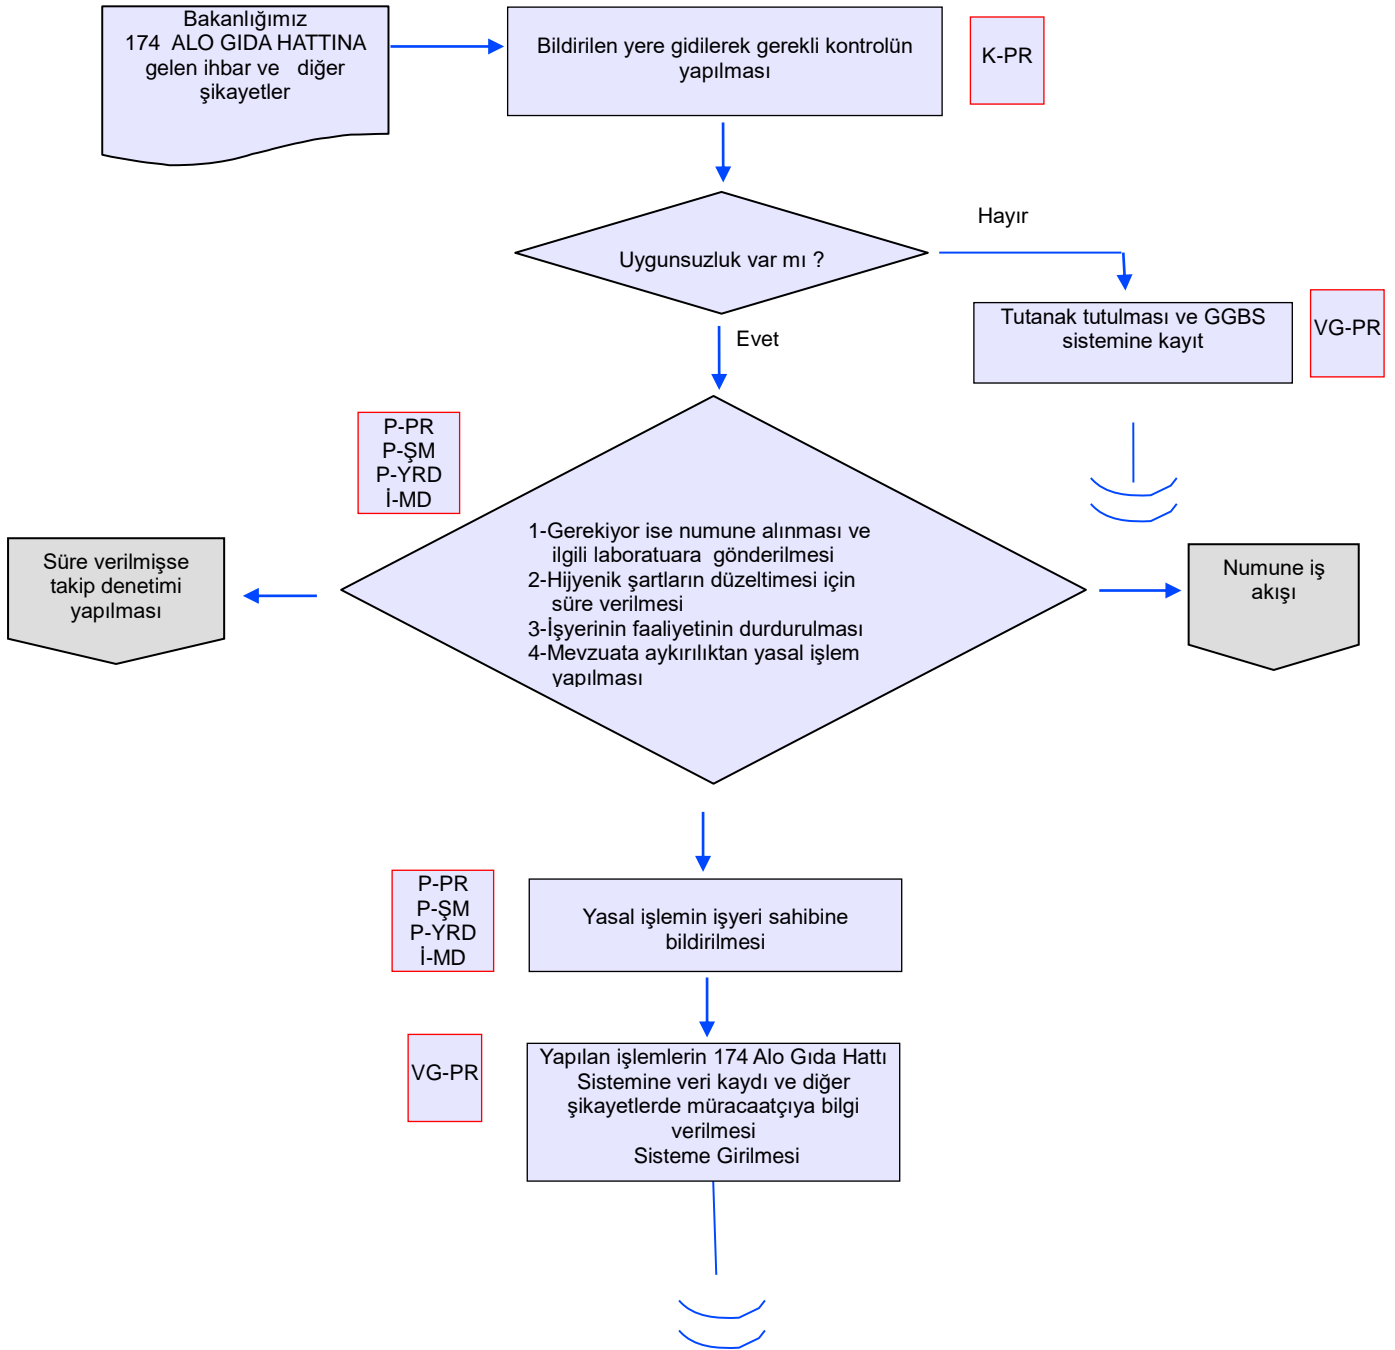 Bakanlığımız
174 ALO GIDA HATTINA
gelen ihbar ve diğer
şikayetler
Bildirilen yere gidilerek gerekli kontrolün
yapılması
K-PR
Uygunsuzluk var mı ?
Hayır
Tutanak tutulması ve GGBS
sistemine kayıt
VG-PR
Evet
P-PR
P-ŞM
P-YRD
İ-MD
1-Gerekiyor ise numune alınması ve
ilgili laboratuara gönderilmesi
2-Hijyenik şartların düzeltimesi için
süre verilmesi
3-İşyerinin faaliyetinin durdurulması
4-Mevzuata aykırılıktan yasal işlem
yapılması
Süre verilmişse
takip denetimi
yapılması
Numune iş
akışı
P-PR
P-ŞM
P-YRD
İ-MD
Yasal işlemin işyeri sahibine
bildirilmesi
VG-PR
Yapılan işlemlerin 174 Alo Gıda Hattı
Sistemine veri kaydı ve diğer
şikayetlerde müracaatçıya bilgi
verilmesi
Sisteme Girilmesi